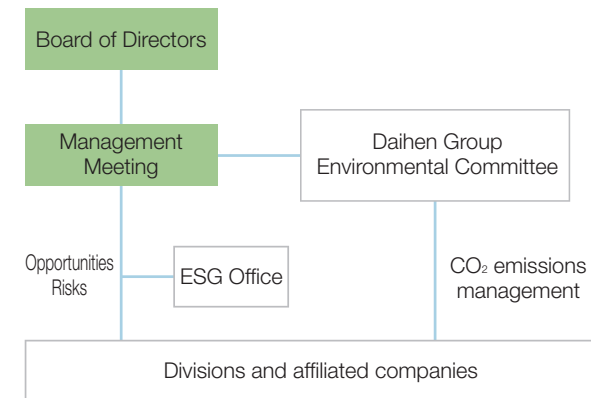 Board of Directors
Management
Meeting
Daihen Group
Environmental Committee
Opportunities
Risks
ESG Office
CO₂ emissions
management
Divisions and affiliated companies